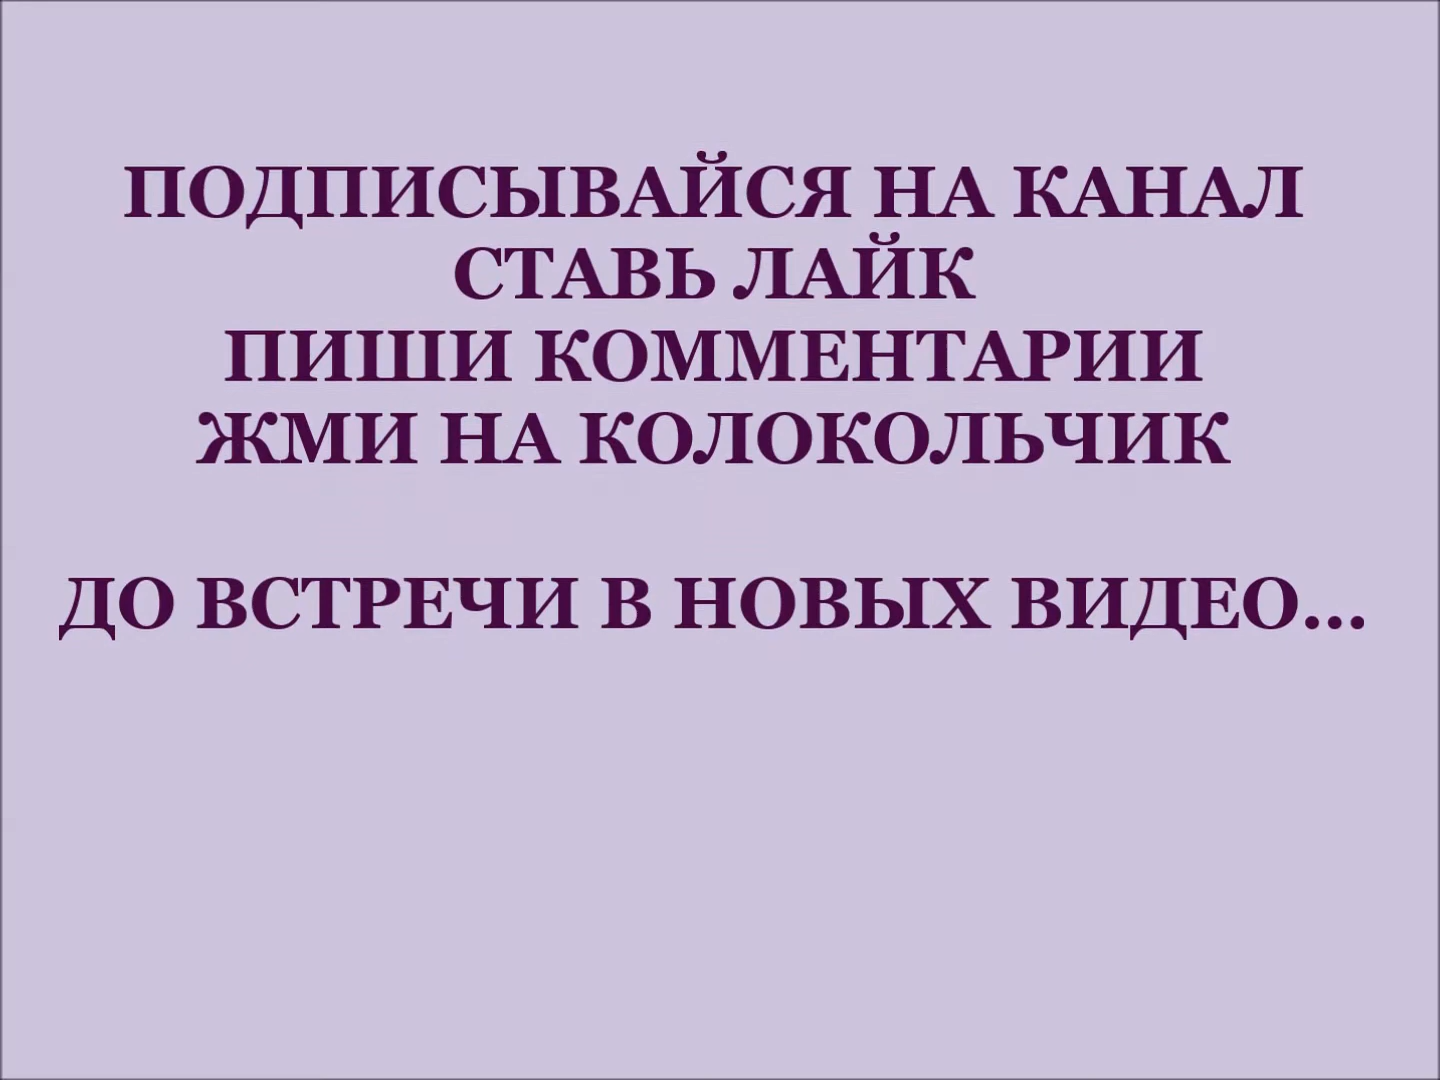 ПОДПИСЫВАЙСЯ НА КАНАЛ
СТАВЬ ЛАЙК
ПИШИ КОММЕНТАРИИ
ЖМИ НА КОЛОКОЛЬЧИК
ДО ВСТРЕЧИ В НОВЫХ ВИДЕО...